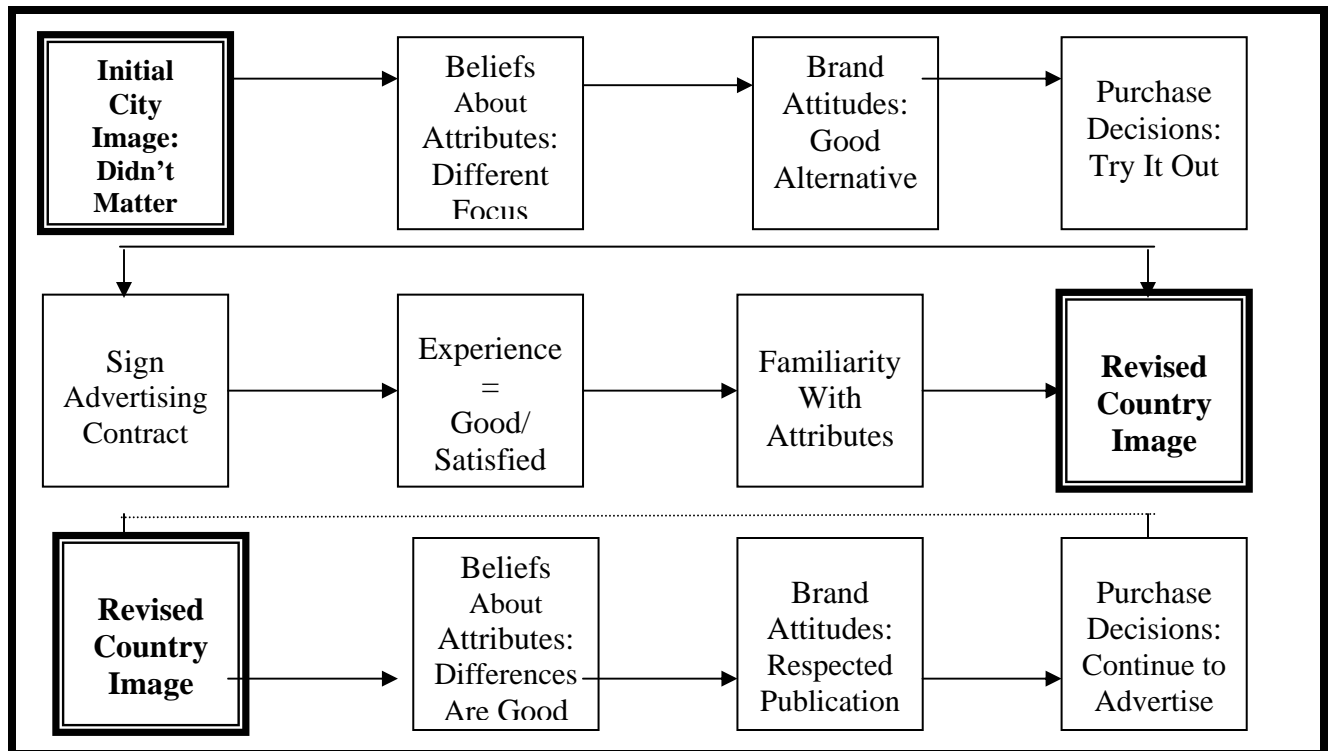 Initial
City
Image:
Didn’t
Matter
Beliefs
About
Attributes:
Different
Focus
Brand
Attitudes:
Good
Alternative
Purchase
Decisions:
Try It Out
Sign
Advertising
Contract
Experience
=
Good/
Satisfied
Familiarity
With
Attributes
Revised
Country
Image
Revised
Country
Image
Beliefs
About
Attributes:
Differences
Are Good
Brand
Attitudes:
Respected
Publication
Purchase
Decisions:
Continue to
Advertise